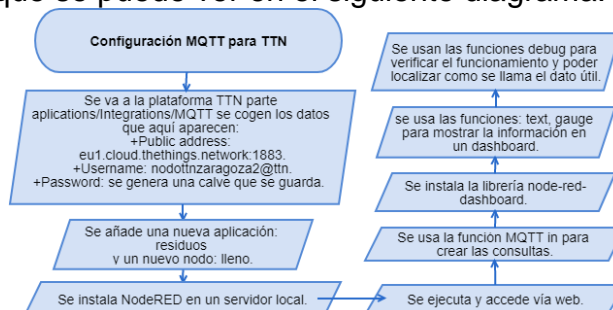 que se puede ver en el siguiente diagrama:
Configuración MQTT para TTN
Se va a la plataforma TTN parte
aplications/Integrations/MQTT se cogen los datos
que aquí aparecen:
+Public address:
eu1.cloud.thethings.network:1883.
+Username: nodottnzaragoza2@ttn.
+Password: se genera una calve que se guarda.
Se añade una nueva aplicación:
residuos
y un nuevo nodo: lleno.
Se instala NodeRED en un servidor local.
Se ejecuta y accede vía web.
Se usa la función MQTT in para
crear las consultas.
Se instala la librería node-red-
dashboard.
se usa las funciones: text, gauge
para mostrar la información en
un dashboard.
Se usan las funciones debug para
verificar el funcionamiento y poder
localizar como se llama el dato útil.